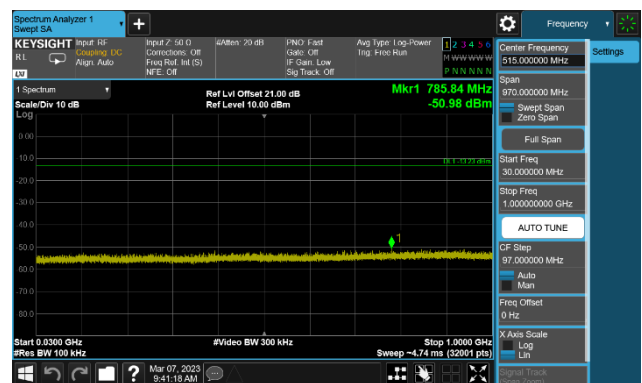 Spectrum Analyzer 1
Swept SA
Frequency
KEYSIGHT
Input: RF
Coupling: DC
Align: Auto
Input Z: 50 Ω
Corrections: Off
Freq Ref: Int (S)
NFE: Off
#Atten: 20 dB
PNO: Fast
Gate: Off
IF Gain: Low
Sig Track: Off
Avg Type: Log-Power
Trig: Free Run
1 2 3 4 5 6
M W W W W W
P N N N N N
RL
LXI
Center Frequency
515.000000 MHz
Settings
1 Spectrum
Scale/Div 10 dB
Log
Ref Lvl Offset 21.00 dB
Ref Level 10.00 dBm
Mkr1 785.84 MHz
-50.98 dBm
Span
970.000000 MHz
Swept Span
Zero Span
Full Span
Start Freq
30.000000 MHz
Stop Freq
1.000000000 GHz
AUTO TUNE
CF Step
97.000000 MHz
Auto
Man
Freq Offset
0 Hz
X Axis Scale
Log
Lin
Signal Track
(Span Zoom)
0.00
-10.0
DL1 -13.23 dBm
-20.0
-30.0
-40.0
1
-50.0
-60.0
-70.0
-80.0
Start 0.0300 GHz
#Res BW 100 kHz
#Video BW 300 kHz
Stop 1.0000 GHz
Sweep ~4.74 ms (32001 pts)
?
Mar 07, 2023
9:41:18 AM